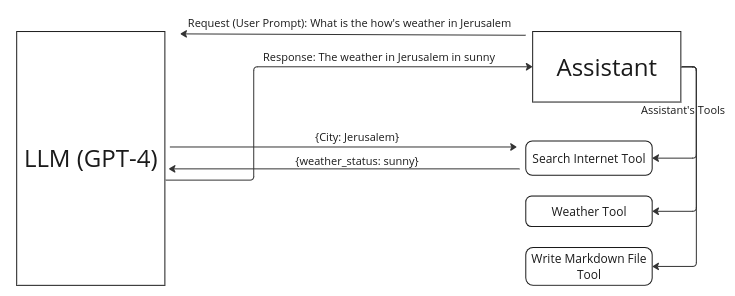 Request (User Prompt): What is the how's weather in Jerusalem
Response: The weather in Jerusalem in sunny
Assistant
Assistant's Tools
LLM (GPT-4)
{City: Jerusalem}
{weather_status: sunny}
Search Internet Tool
Weather Tool
Write Markdown File
Tool